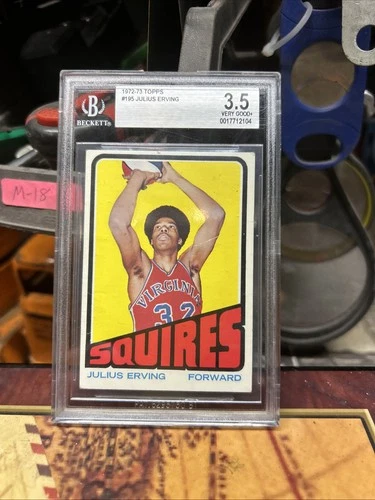 1972-73 TOPPS
#195 JULIUS ERVING
3.5
VERY GOOD+
0017712104
B
BECKETT
M-18
VIRGINIA
32
SQUIRES
JULIUS ERVING FORWARD